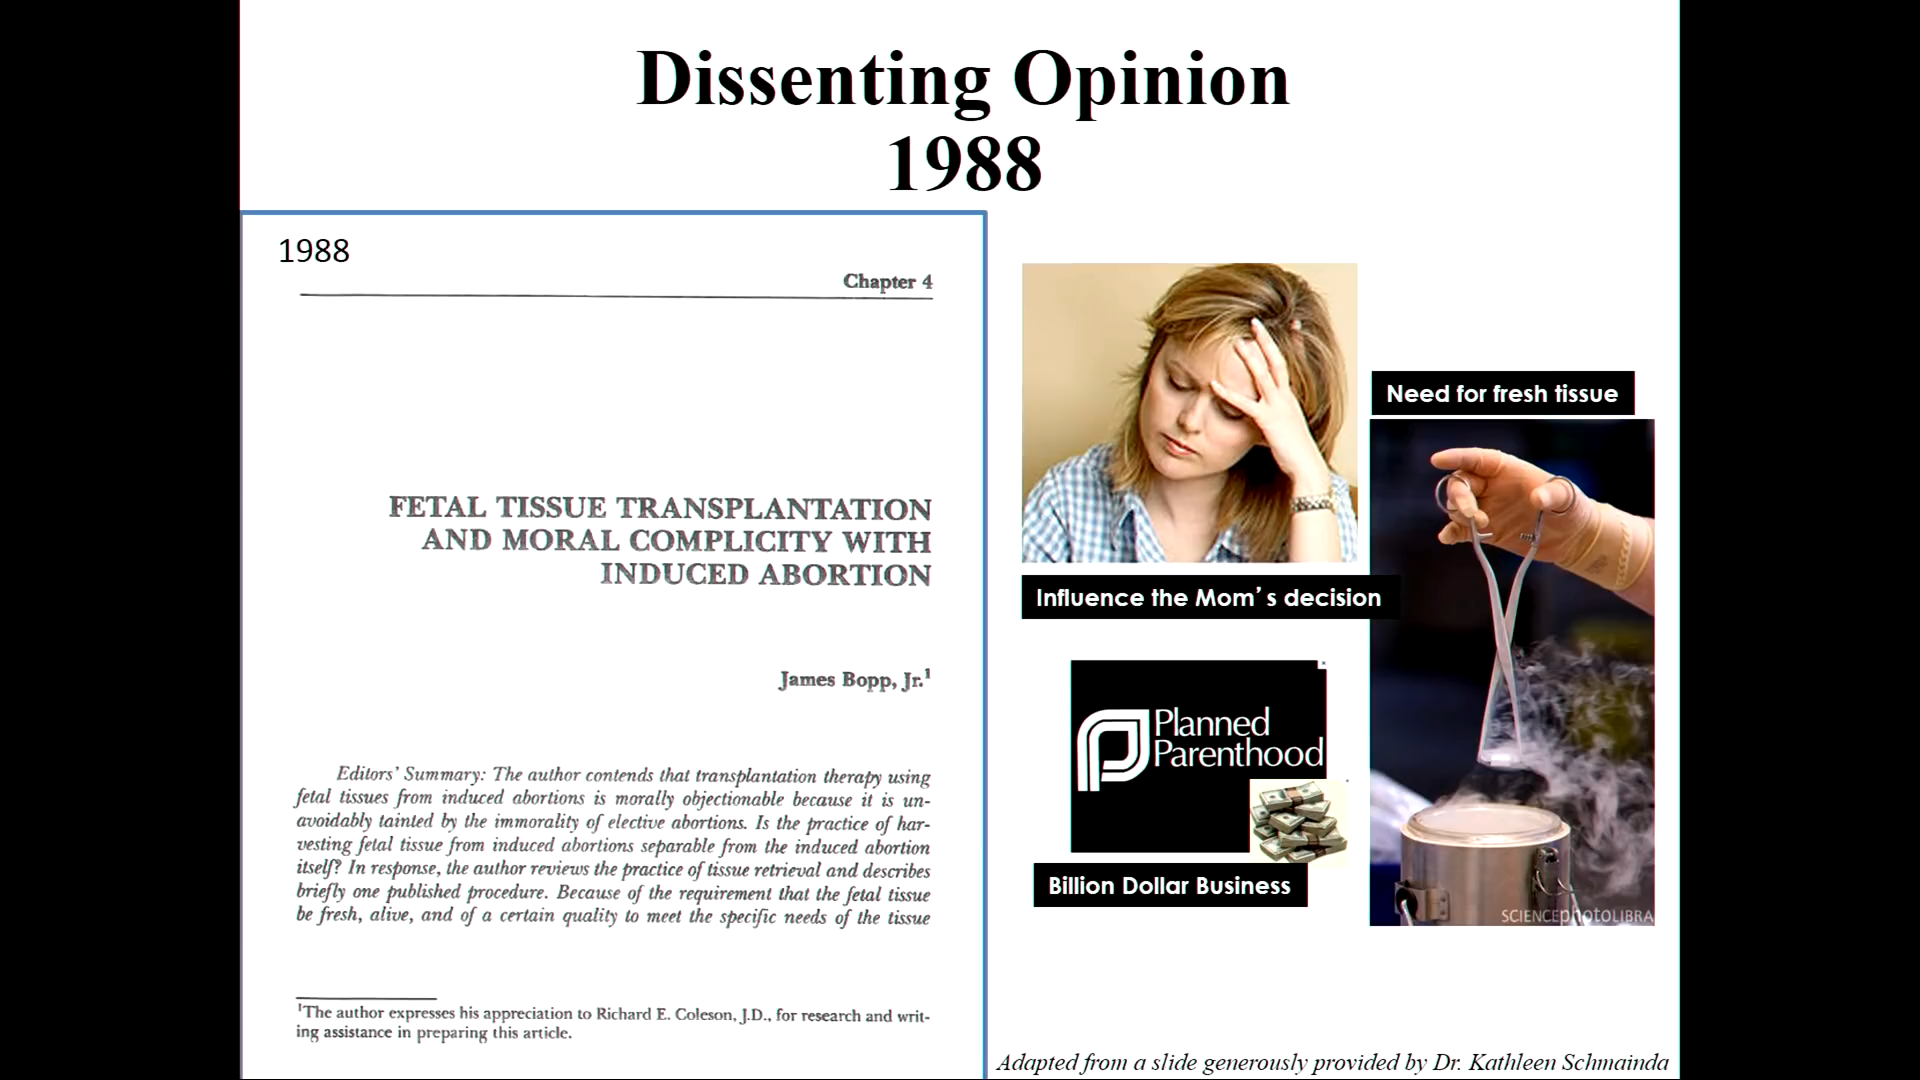 Dissenting Opinion
1988
1988
Chapter 4
FETAL TISSUE TRANSPLANTATION
AND MORAL COMPLICITY WITH
INDUCED ABORTION
James Bopp, Jr.¹
Editors' Summary: The author contends that transplantation therapy using
fetal tissues from induced abortions is morally objectionable because it is un-
avoidably tainted by the immorality of elective abortions. Is the practice of har-
vesting fetal tissue from induced abortions separable from the induced abortion
itself? In response, the author reviews the practice of tissue retrieval and describes
briefly one published procedure. Because of the requirement that the fetal tissue
be fresh, alive, and of a certain quality to meet the specific needs of the tissue
¹The author expresses his appreciation to Richard E. Coleson, J.D., for research and writ-
ing assistance in preparing this article.
Need for fresh tissue
Influence the Mom's decision
Planned
Parenthood
Billion Dollar Business
SCIENCEphotoLIBRA
Adapted from a slide generously provided by Dr. Kathleen Schmainda